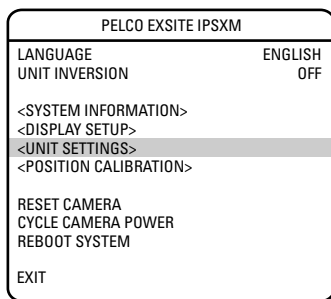 PELCO EXSITE IPSXM
LANGUAGE ENGLISH
UNIT INVERSION OFF
<SYSTEM INFORMATION>
<DISPLAY SETUP>
<UNIT SETTINGS>
<POSITION CALIBRATION>
RESET CAMERA
CYCLE CAMERA POWER
REBOOT SYSTEM
EXIT